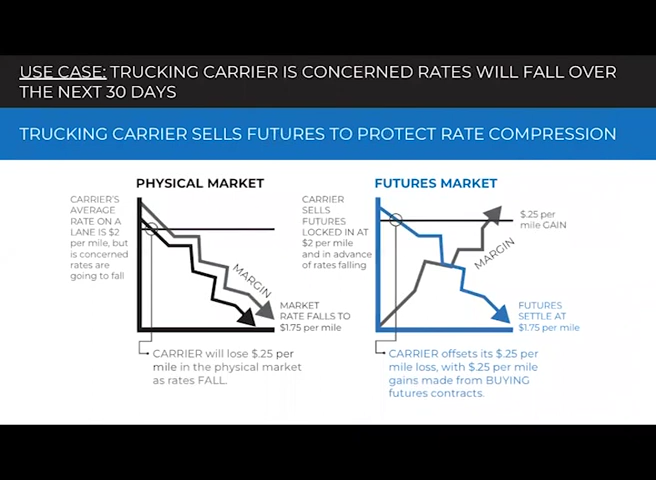 USE CASE: TRUCKING CARRIER IS CONCERNED RATES WILL FALL OVER
THE NEXT 30 DAYS
TRUCKING CARRIER SELLS FUTURES TO PROTECT RATE COMPRESSION
PHYSICAL MARKET
CARRIER'S
AVERAGE
RATE ON A
LANE IS $2
per mile, but
is concerned
rates are
going to fall
MARGIN
MARKET
RATE FALLS TO
$1.75 per mile
CARRIER will lose $.25 per
mile in the physical market
as rates FALL.
FUTURES MARKET
CARRIER
SELLS
FUTURES
LOCKED IN AT
$2 per mile
and in advance
of rates falling
$.25 per
mile GAIN
MARGIN
FUTURES
SETTLE AT
$1.75 per mile
CARRIER offsets its $.25 per
mile loss, with $.25 per mile
gains made from BUYING
futures contracts.